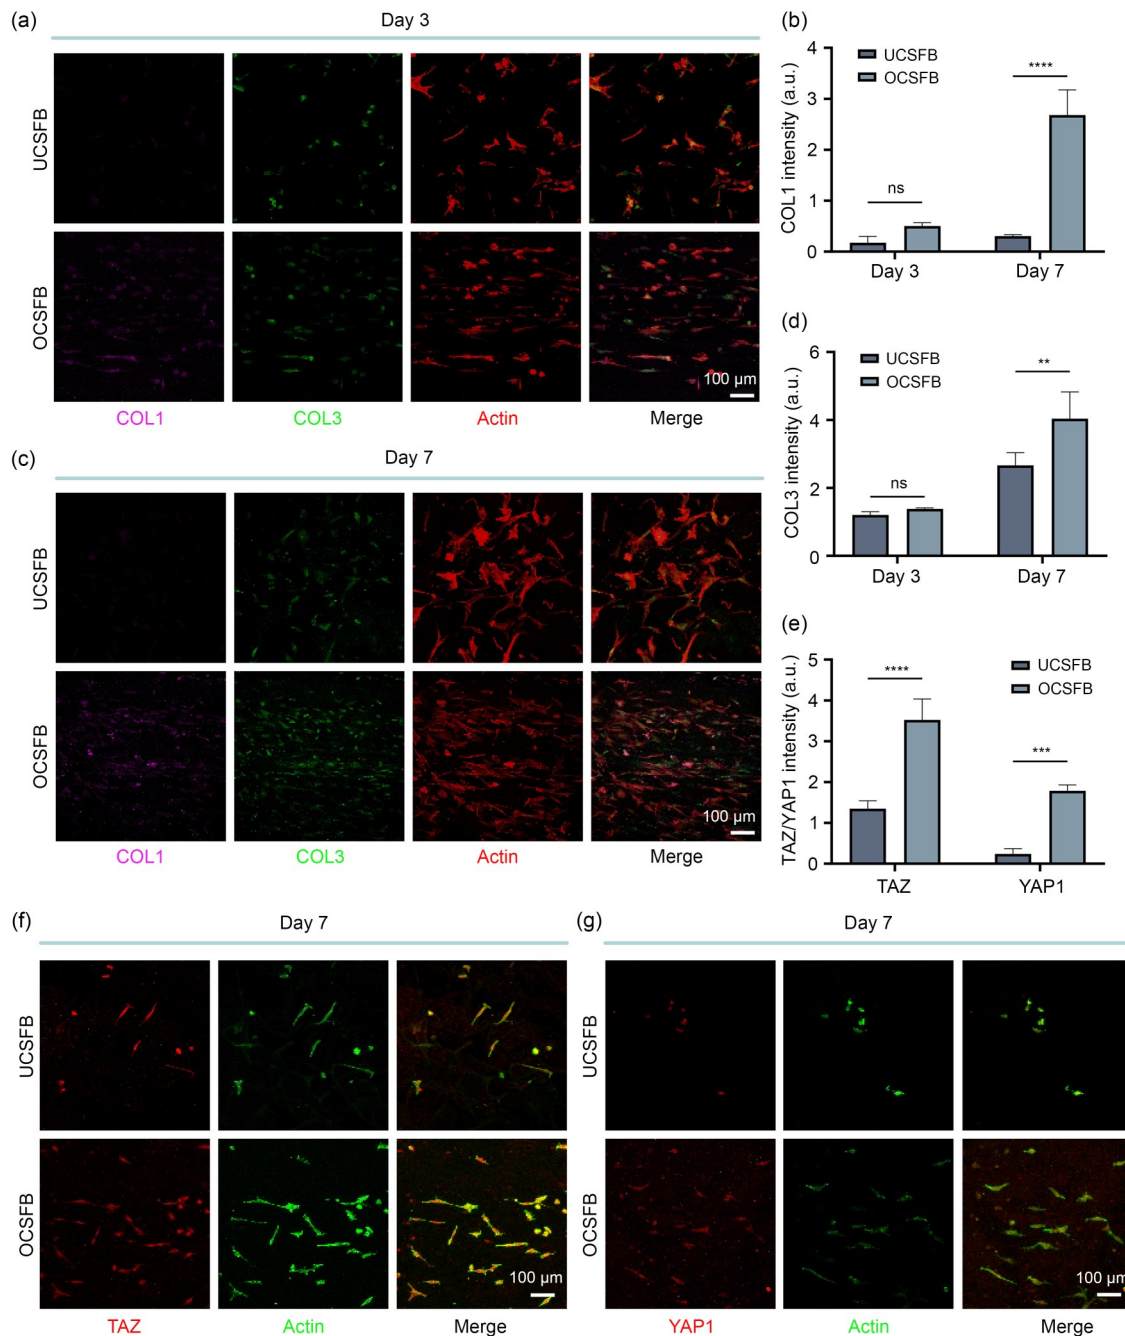 (a)
Day 3
UCSFB
OCSFB
100 µm
COL1 COL3 Actin Merge
(b)
COL1 intensity (a.u.)
4
3
2
1
0
UCSFB
OCSFB
ns
****
Day 3 Day 7
(c)
Day 7
UCSFB
OCSFB
100 µm
COL1 COL3 Actin Merge
(d)
COL3 intensity (a.u.)
6
4
2
0
UCSFB
OCSFB
ns
**
Day 3 Day 7
(e)
TAZ/YAP1 intensity (a.u.)
5
4
3
2
1
0
UCSFB
OCSFB
****
***
TAZ YAP1
(f)
Day 7
UCSFB
OCSFB
100 µm
TAZ Actin Merge
(g)
Day 7
UCSFB
OCSFB
100 µm
YAP1 Actin Merge